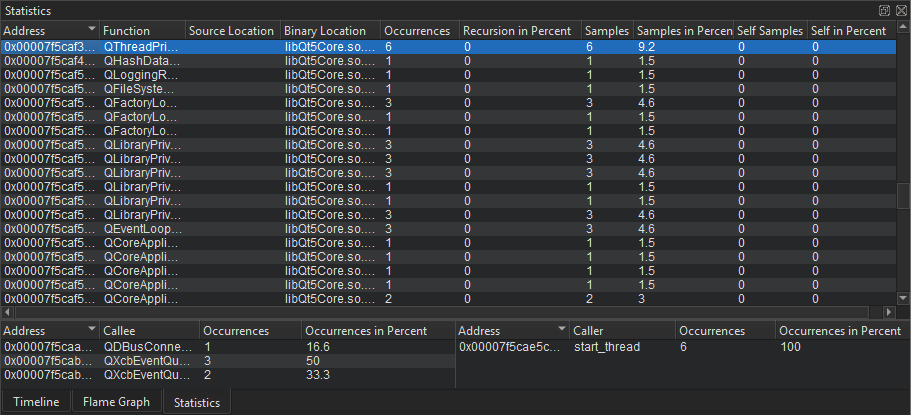 Statistics
Address Function Source Location Binary Location Occurrences Recursion in Percent Samples Samples in Percen Self Samples Self in Percent
0x00007f5caf3... QThreadPri... libQt5Core.so.... 6 0 6 9.2 0 0
0x00007f5caf4... QHashData... libQt5Core.so.... 1 0 1 1.5 0 0
0x00007f5caf5... QLoggingR... libQt5Core.so.... 1 0 1 1.5 0 0
0x00007f5caf5... QFileSyste... libQt5Core.so.... 1 0 1 1.5 0 0
0x00007f5caf5... QFactoryLo... libQt5Core.so.... 3 0 3 4.6 0 0
0x00007f5caf5... QFactoryLo... libQt5Core.so.... 1 0 1 1.5 0 0
0x00007f5caf5... QFactoryLo... libQt5Core.so.... 1 0 1 1.5 0 0
0x00007f5caf5... QLibraryPriv... libQt5Core.so.... 3 0 3 4.6 0 0
0x00007f5caf5... QLibraryPriv... libQt5Core.so.... 3 0 3 4.6 0 0
0x00007f5caf5... QLibraryPriv... libQt5Core.so.... 3 0 3 4.6 0 0
0x00007f5caf5... QLibraryPriv... libQt5Core.so.... 1 0 1 1.5 0 0
0x00007f5caf5... QLibraryPriv... libQt5Core.so.... 1 0 1 1.5 0 0
0x00007f5caf5... QLibraryPriv... libQt5Core.so.... 3 0 3 4.6 0 0
0x00007f5caf5... QEventLoop... libQt5Core.so.... 3 0 3 4.6 0 0
0x00007f5caf5... QCoreAppli... libQt5Core.so.... 1 0 1 1.5 0 0
0x00007f5caf5... QCoreAppli... libQt5Core.so.... 1 0 1 1.5 0 0
0x00007f5caf5... QCoreAppli... libQt5Core.so.... 1 0 1 1.5 0 0
0x00007f5caf5... QCoreAppli... libQt5Core.so.... 1 0 1 1.5 0 0
0x00007f5caf5... QCoreAppli... libQt5Core.so.... 2 0 2 3 0 0
Address Callee Occurrences Occurrences in Percent Address Caller Occurrences Occurrences in Percent
0x00007f5caa... QDBusConne... 1 16.6 0x00007f5cae5c... start_thread 6 100
0x00007f5cab... QXcbEventQu... 3 50
0x00007f5cab... QXcbEventQu... 2 33.3
Timeline Flame Graph Statistics